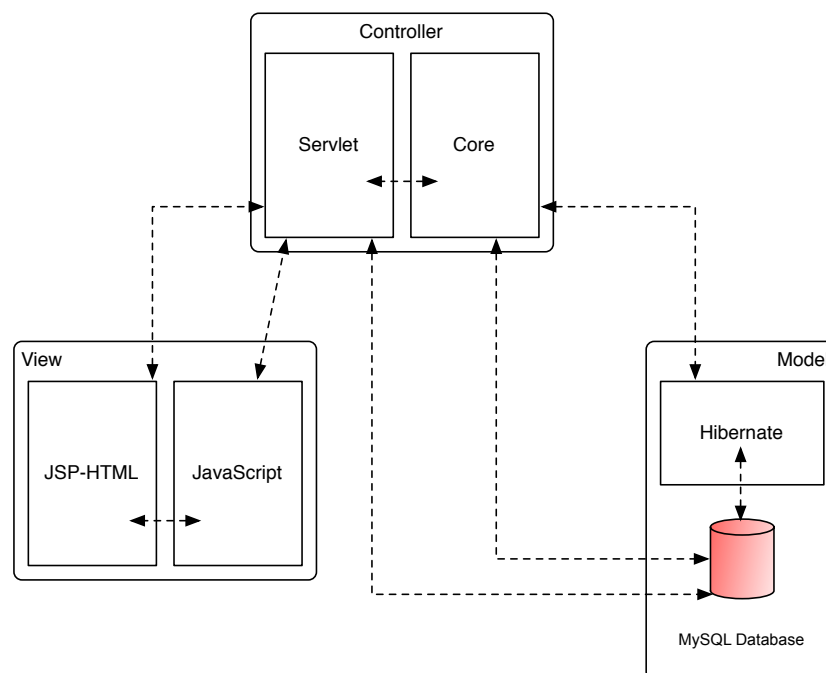 Controller
Servlet
Core
View
JSP-HTML
JavaScript
Mode
Hibernate
MySQL Database